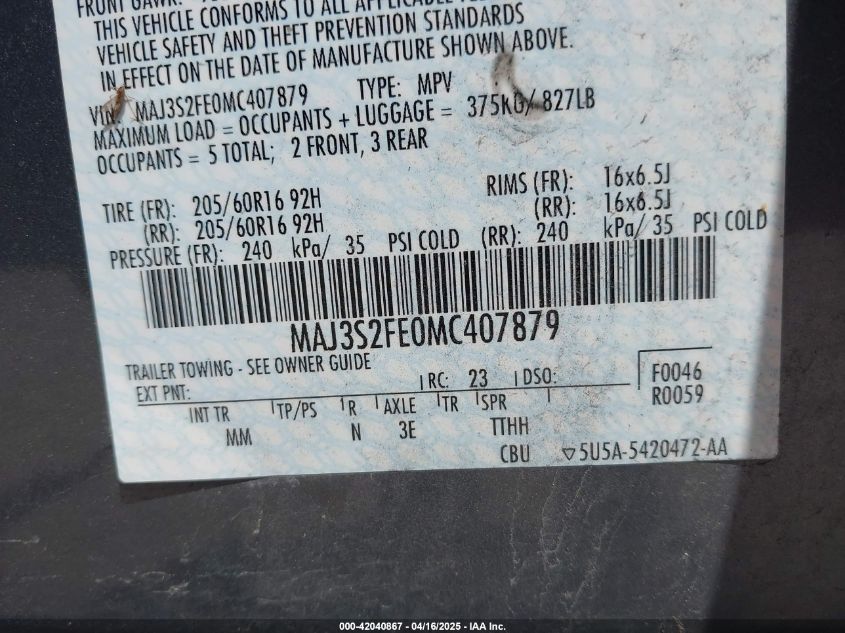 FRONT GAWR:
THIS VEHICLE CONFORMS TO ALL APPLICABLE
VEHICLE SAFETY AND THEFT PREVENTION STANDARDS
IN EFFECT ON THE DATE OF MANUFACTURE SHOWN ABOVE.
VIN: MAJ3S2FE0MC407879 TYPE: MPV
MAXIMUM LOAD = OCCUPANTS + LUGGAGE = 375KG/ 827LB
OCCUPANTS = 5 TOTAL; 2 FRONT, 3 REAR
TIRE (FR): 205/60R16 92H RIMS (FR): 16x6.5J
(RR): 205/60R16 92H (RR): 16x6.5J
PRESSURE (FR): 240 kPa/ 35 PSI COLD (RR): 240 kPa/ 35 PSI COLD
MAJ3S2FE0MC407879
TRAILER TOWING - SEE OWNER GUIDE
EXT PNT: RC: 23 DSO: F0046
R0059
INT TR TP/PS R AXLE TR SPR
MM N 3E TTHH
CBU ▽5U5A-5420472-AA
000-42040867 - 04/16/2025 - IAA Inc.